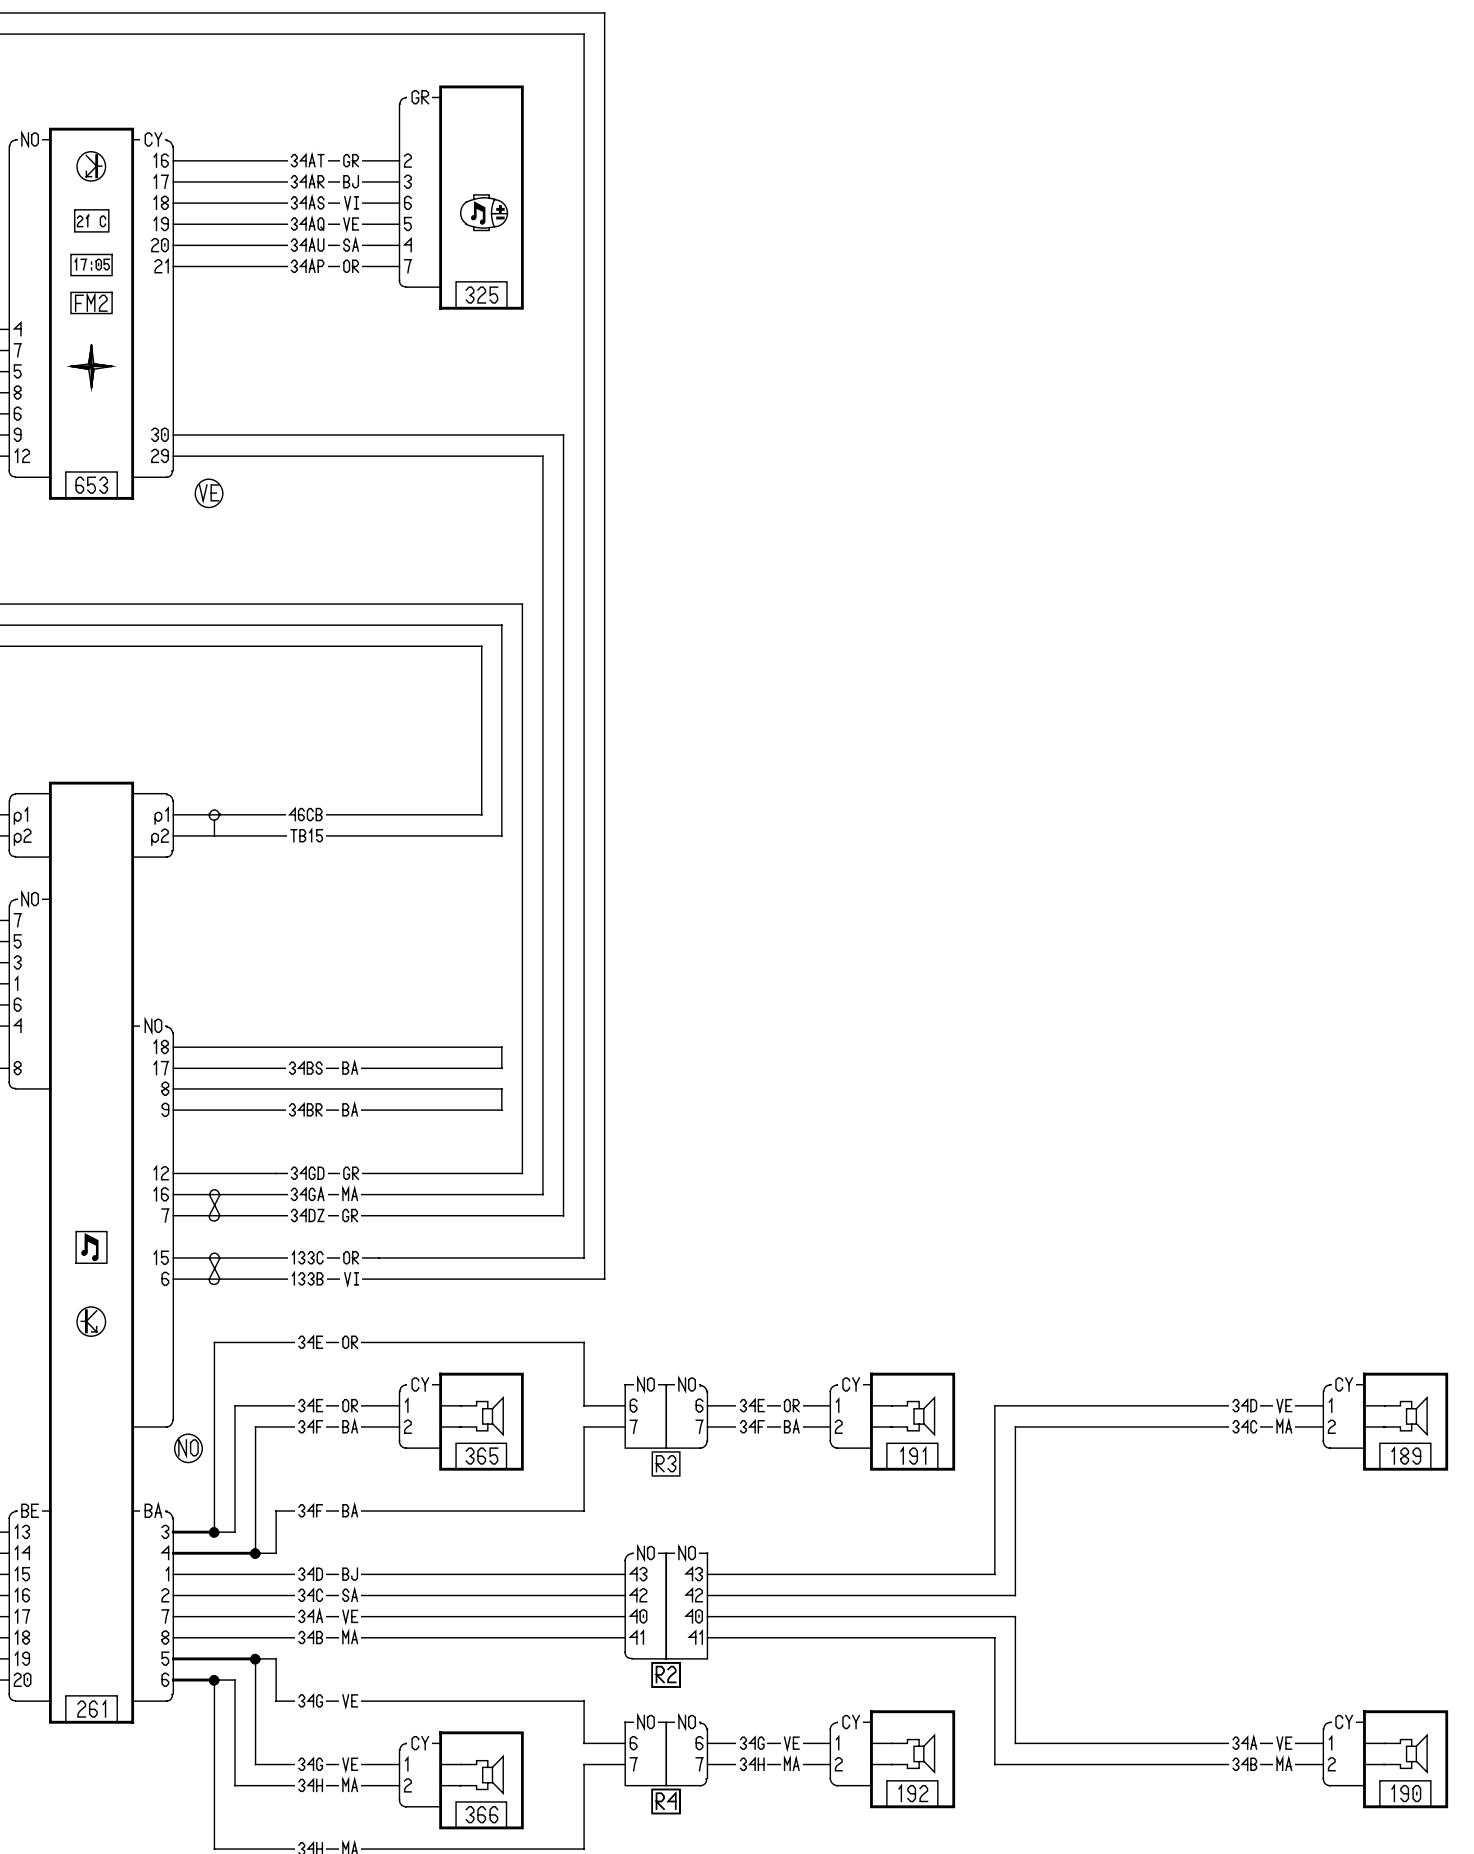 GR
NO CY
16 34AT GR 2
17 34AR BJ 3
18 34AS VI 6
21 C 19 34AQ VE 5
20 34AU SA 4
17:05 21 34AP OR 7
325
FM2
4
7
5
8
6
9 30
12 29
653 VE
p1 p1 46CB
p2 p2 TB15
NO
7
5
3
1
6
4 NO
18
8 17 34BS BA
8
9 34BR BA
12 34GD GR
16 34GA MA
7 34DZ GR
15 133C OR
6 133B VI
34E OR
CY NO NO CY CY
34E OR 1 6 6 34E OR 1 34D VE 1
34F BA 2 7 7 34F BA 2 34C MA 2
NO 365 R3 191 189
BE BA 34F BA
13 3
14 4 NO NO
15 1 34D BJ 43 43
16 2 34C SA 42 42
17 7 34A VE 40 40
18 8 34B MA 41 41
19 5
20 6 R2
261 34G VE
CY NO NO CY CY
6 6 34G VE 1 34A VE 1
34G VE 1 7 7 34H MA 2 34B MA 2
34H MA 2
366 R4 192 190
34H MA